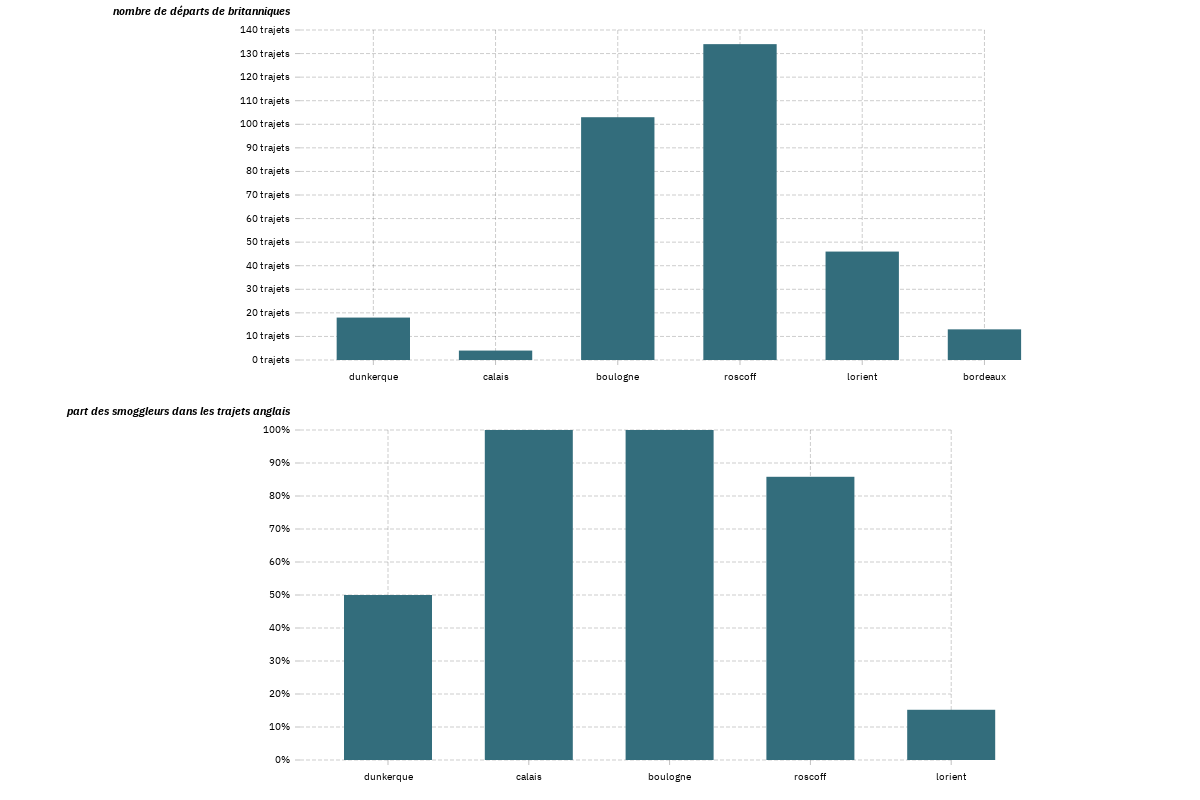 nombre de départs de britanniques
140 trajets
130 trajets
120 trajets
110 trajets
100 trajets
90 trajets
80 trajets
70 trajets
60 trajets
50 trajets
40 trajets
30 trajets
20 trajets
10 trajets
0 trajets
dunkerque calais boulogne roscoff lorient bordeaux
part des smoggleurs dans les trajets anglais
100%
90%
80%
70%
60%
50%
40%
30%
20%
10%
0%
dunkerque calais boulogne roscoff lorient